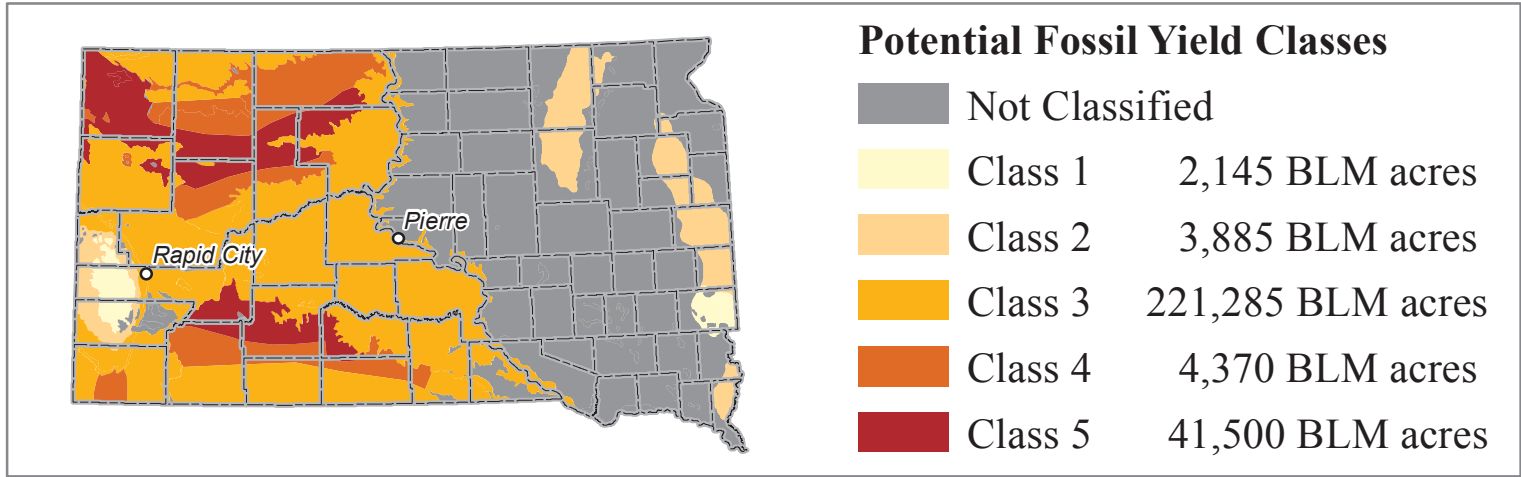 Pierre
Rapid City
Potential Fossil Yield Classes
Not Classified
Class 1 2,145 BLM acres
Class 2 3,885 BLM acres
Class 3 221,285 BLM acres
Class 4 4,370 BLM acres
Class 5 41,500 BLM acres